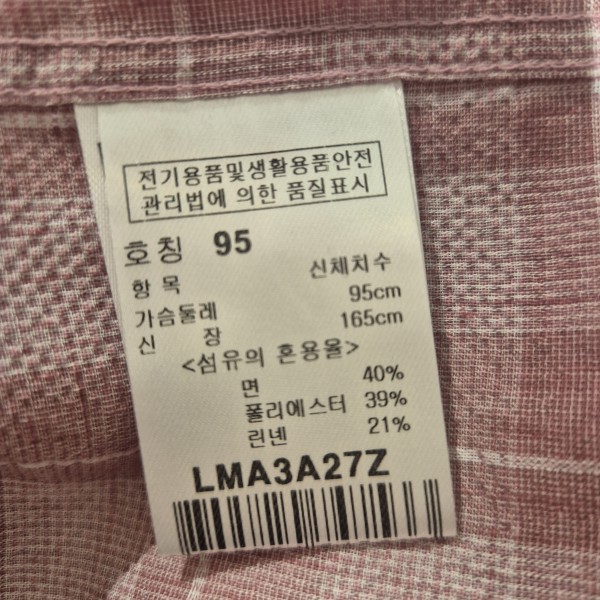 전기용품및생활용품안전
관리법에 의한 품질표시
호칭 95
항 목 신체치수
가슴둘레 95cm
신 장 165cm
<섬유의 혼용율>
면 40%
폴리에스터 39%
린넨 21%
LMA3A27Z